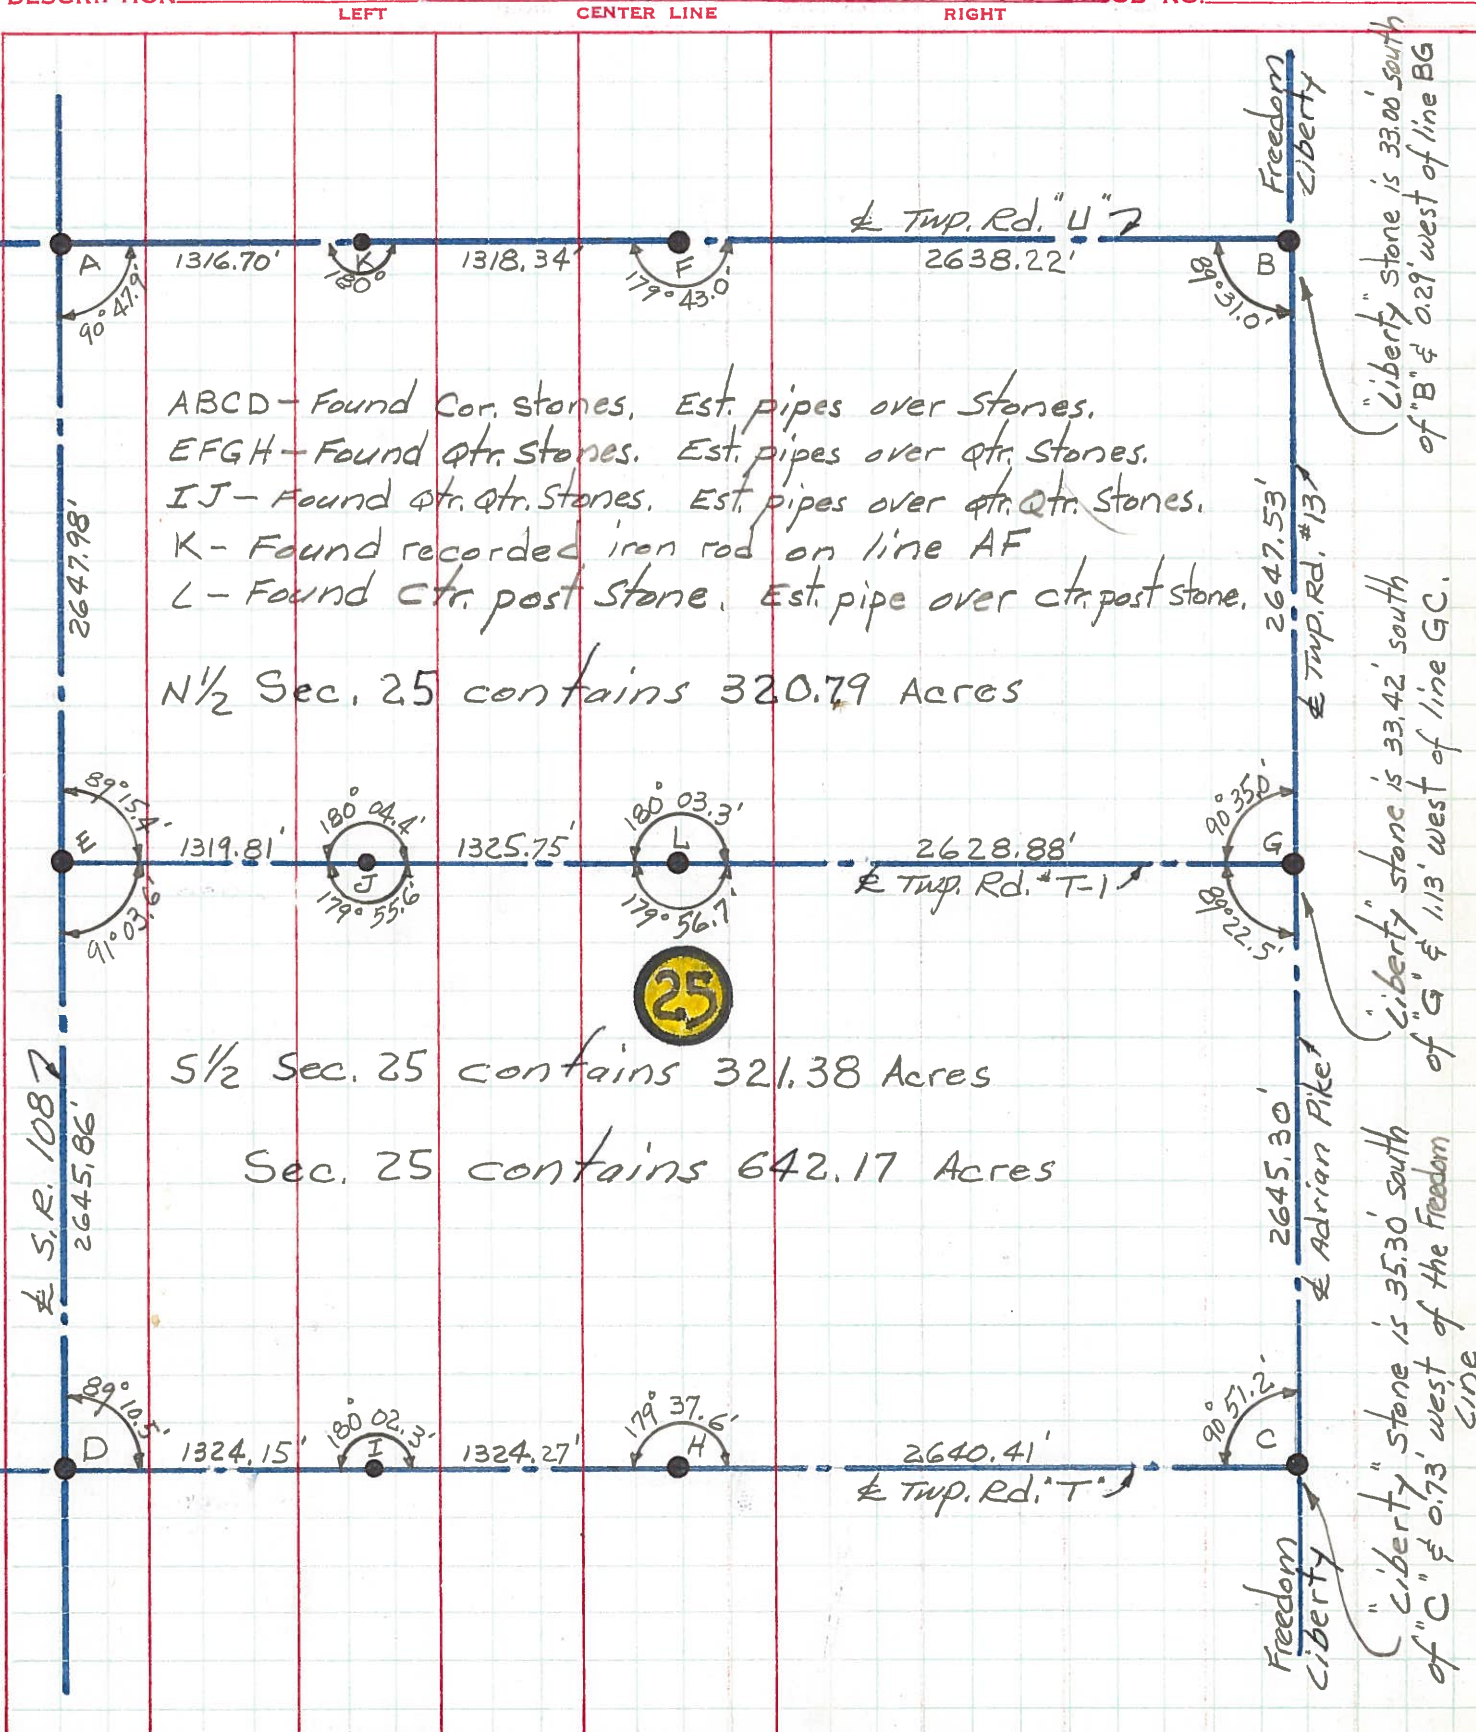 LEFT
CENTER LINE
RIGHT
Freedom
Liberty
℄ Twp. Rd. "U"
A
1316.70'
K
1318.34'
F
2638.22'
B
90° 47.9'
180°
179° 43.0'
89° 31.0'
"Liberty" stone is 33.00' south
of "B" & 0.29' west of line BG
ABCD - Found Cor. stones. Est. pipes over Stones.
EFGH - Found Qtr. Stones. Est. pipes over Qtr. Stones.
IJ - Found Qtr. Qtr. Stones. Est. pipes over Qtr. Qtr. Stones.
K - Found recorded iron rod on line AF
L - Found Ctr. post Stone. Est. pipe over ctr. post stone.
2647.98'
2647.53'
℄ Twp. Rd. #13
N 1/2 Sec. 25 contains 320.79 Acres
89° 15.4'
180° 04.4'
180° 03.3'
90° 35.0'
E
1319.81'
J
1325.75'
L
2628.88'
G
℄ Twp. Rd. "T-1
91° 03.6'
179° 55.6'
179° 56.7'
89° 22.5'
"Liberty" stone is 33.42' south
of "G" & 1.13' west of line GC.
25
S 1/2 Sec. 25 contains 321.38 Acres
Sec. 25 contains 642.17 Acres
℄ S.R. 108
2645.86'
2645.30'
℄ Adrian Pike
89° 10.5'
180° 02.3'
179° 37.6'
90° 51.2'
D
1324.15'
I
1324.27'
H
2640.41'
C
℄ Twp. Rd. "T"
"Liberty" stone is 35.30' south
of "C" & 0.73' west of the Freedom
Line
Freedom
Liberty